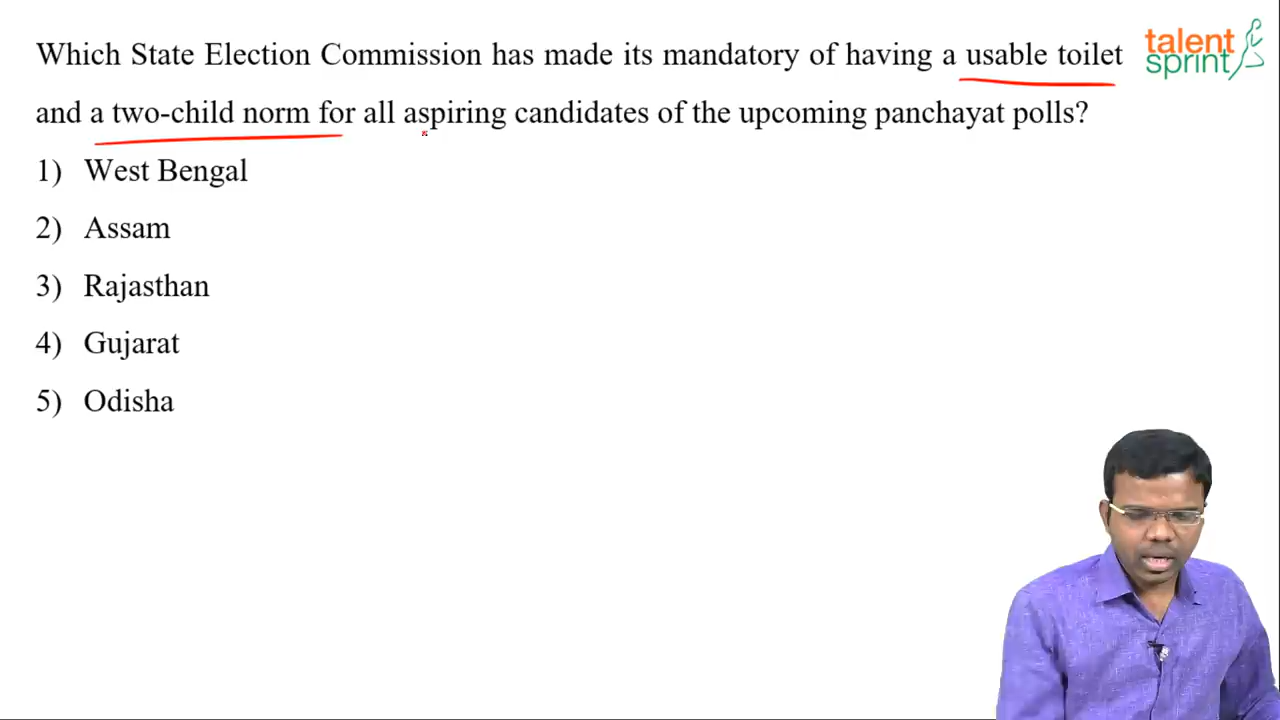 Which State Election Commission has made its mandatory of having a usable toilet
and a two-child norm for all aspiring candidates of the upcoming panchayat polls?
1) West Bengal
2) Assam
3) Rajasthan
4) Gujarat
5) Odisha
talent
sprint